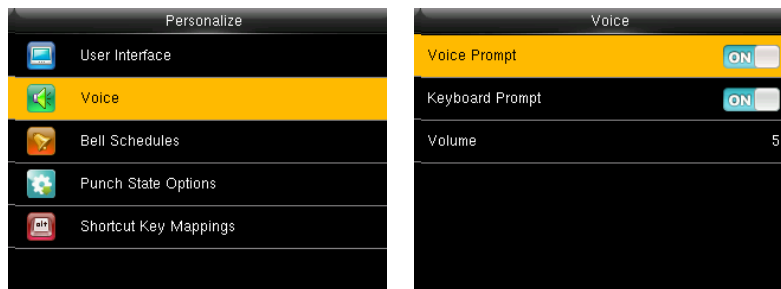 Personalize
User Interface
Voice
Bell Schedules
Punch State Options
alt
Shortcut Key Mappings
Voice
Voice Prompt
ON
Keyboard Prompt
ON
Volume
5